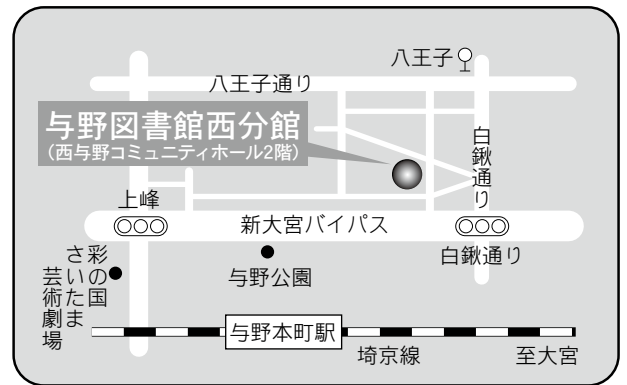 八王子
八王子通り
与野図書館西分館
(西与野コミュニティホール2階)
白鍬通り
上峰
新大宮バイパス
白鍬通り
彩の国
さいたま
芸術劇場
与野公園
与野本町駅
埼京線
至大宮